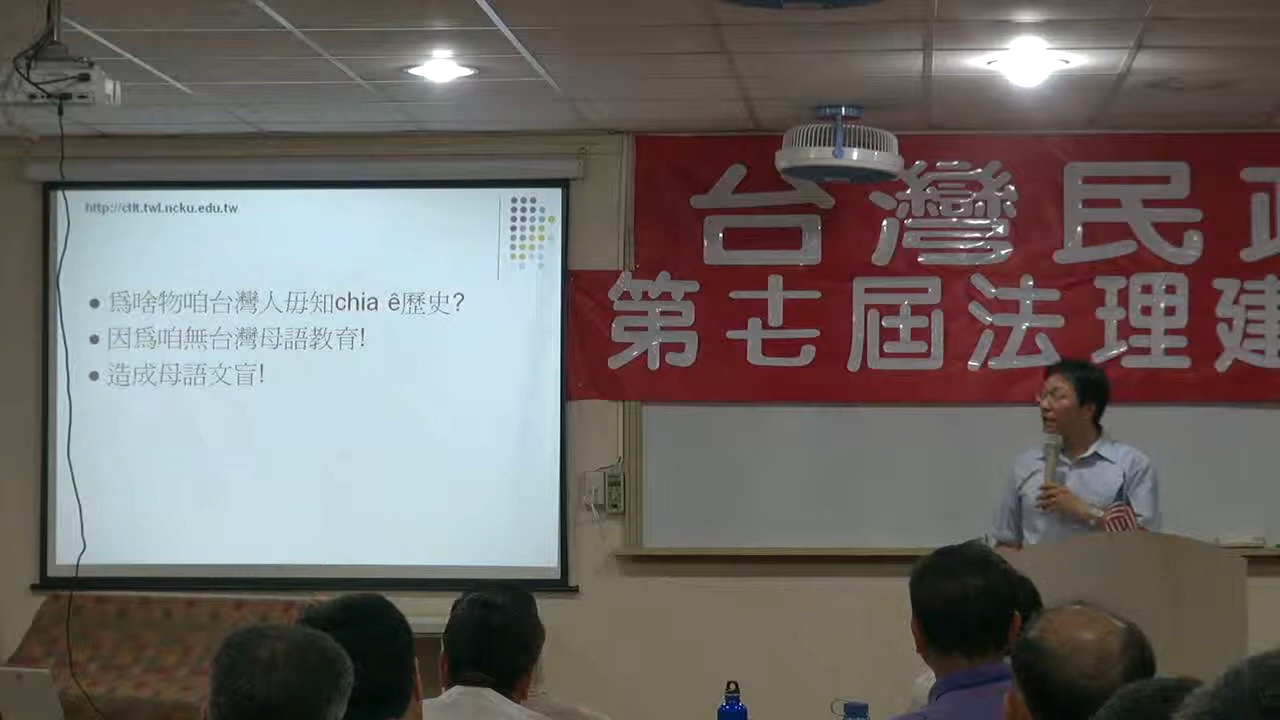 http://ctlt.twl.ncku.edu.tw
爲啥物咱台灣人毋知chia ê歷史?
因爲咱無台灣母語教育!
造成母語文盲!
台灣民政
第七屆法理建